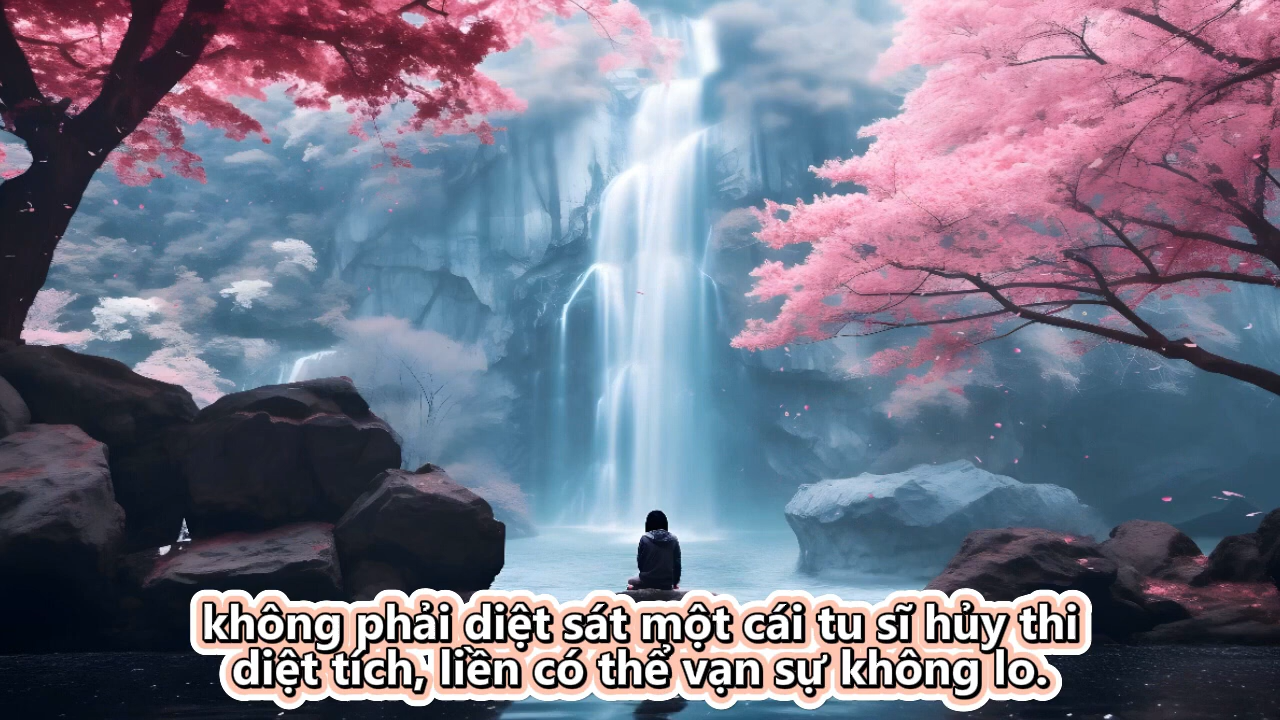 không phải diệt sát một cái tu sĩ hủy thi
diệt tích, liền có thể vạn sự không lo.